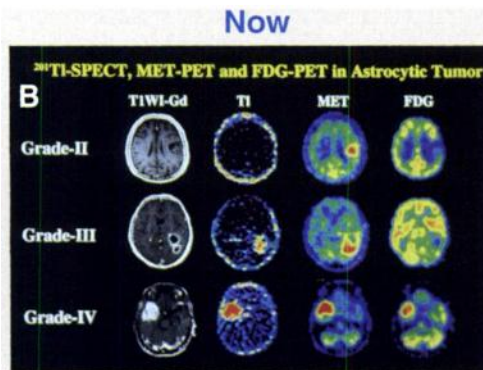 Now
²⁰¹Tl-SPECT, MET-PET and FDG-PET in Astrocytic Tumor
B
T1WI-Gd Tl MET FDG
Grade-II
Grade-III
Grade-IV